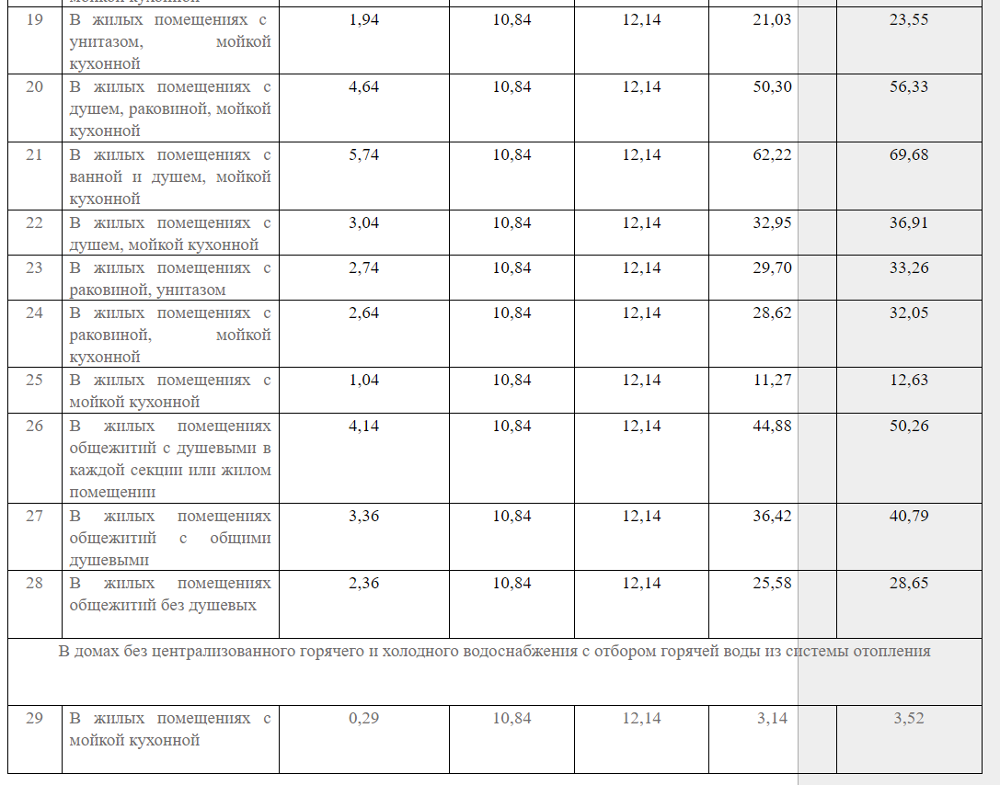 мойкой кухонной
19 В жилых помещениях с 1,94 10,84 12,14 21,03 23,55
унитазом, мойкой
кухонной
20 В жилых помещениях с 4,64 10,84 12,14 50,30 56,33
душем, раковиной, мойкой
кухонной
21 В жилых помещениях с 5,74 10,84 12,14 62,22 69,68
ванной и душем, мойкой
кухонной
22 В жилых помещениях с 3,04 10,84 12,14 32,95 36,91
душем, мойкой кухонной
23 В жилых помещениях с 2,74 10,84 12,14 29,70 33,26
раковиной, унитазом
24 В жилых помещениях с 2,64 10,84 12,14 28,62 32,05
раковиной, мойкой
кухонной
25 В жилых помещениях с 1,04 10,84 12,14 11,27 12,63
мойкой кухонной
26 В жилых помещениях 4,14 10,84 12,14 44,88 50,26
общежитий с душевыми в
каждой секции или жилом
помещении
27 В жилых помещениях 3,36 10,84 12,14 36,42 40,79
общежитий с общими
душевыми
28 В жилых помещениях 2,36 10,84 12,14 25,58 28,65
общежитий без душевых
В домах без централизованного горячего и холодного водоснабжения с отбором горячей воды из системы отопления
29 В жилых помещениях с 0,29 10,84 12,14 3,14 3,52
мойкой кухонной